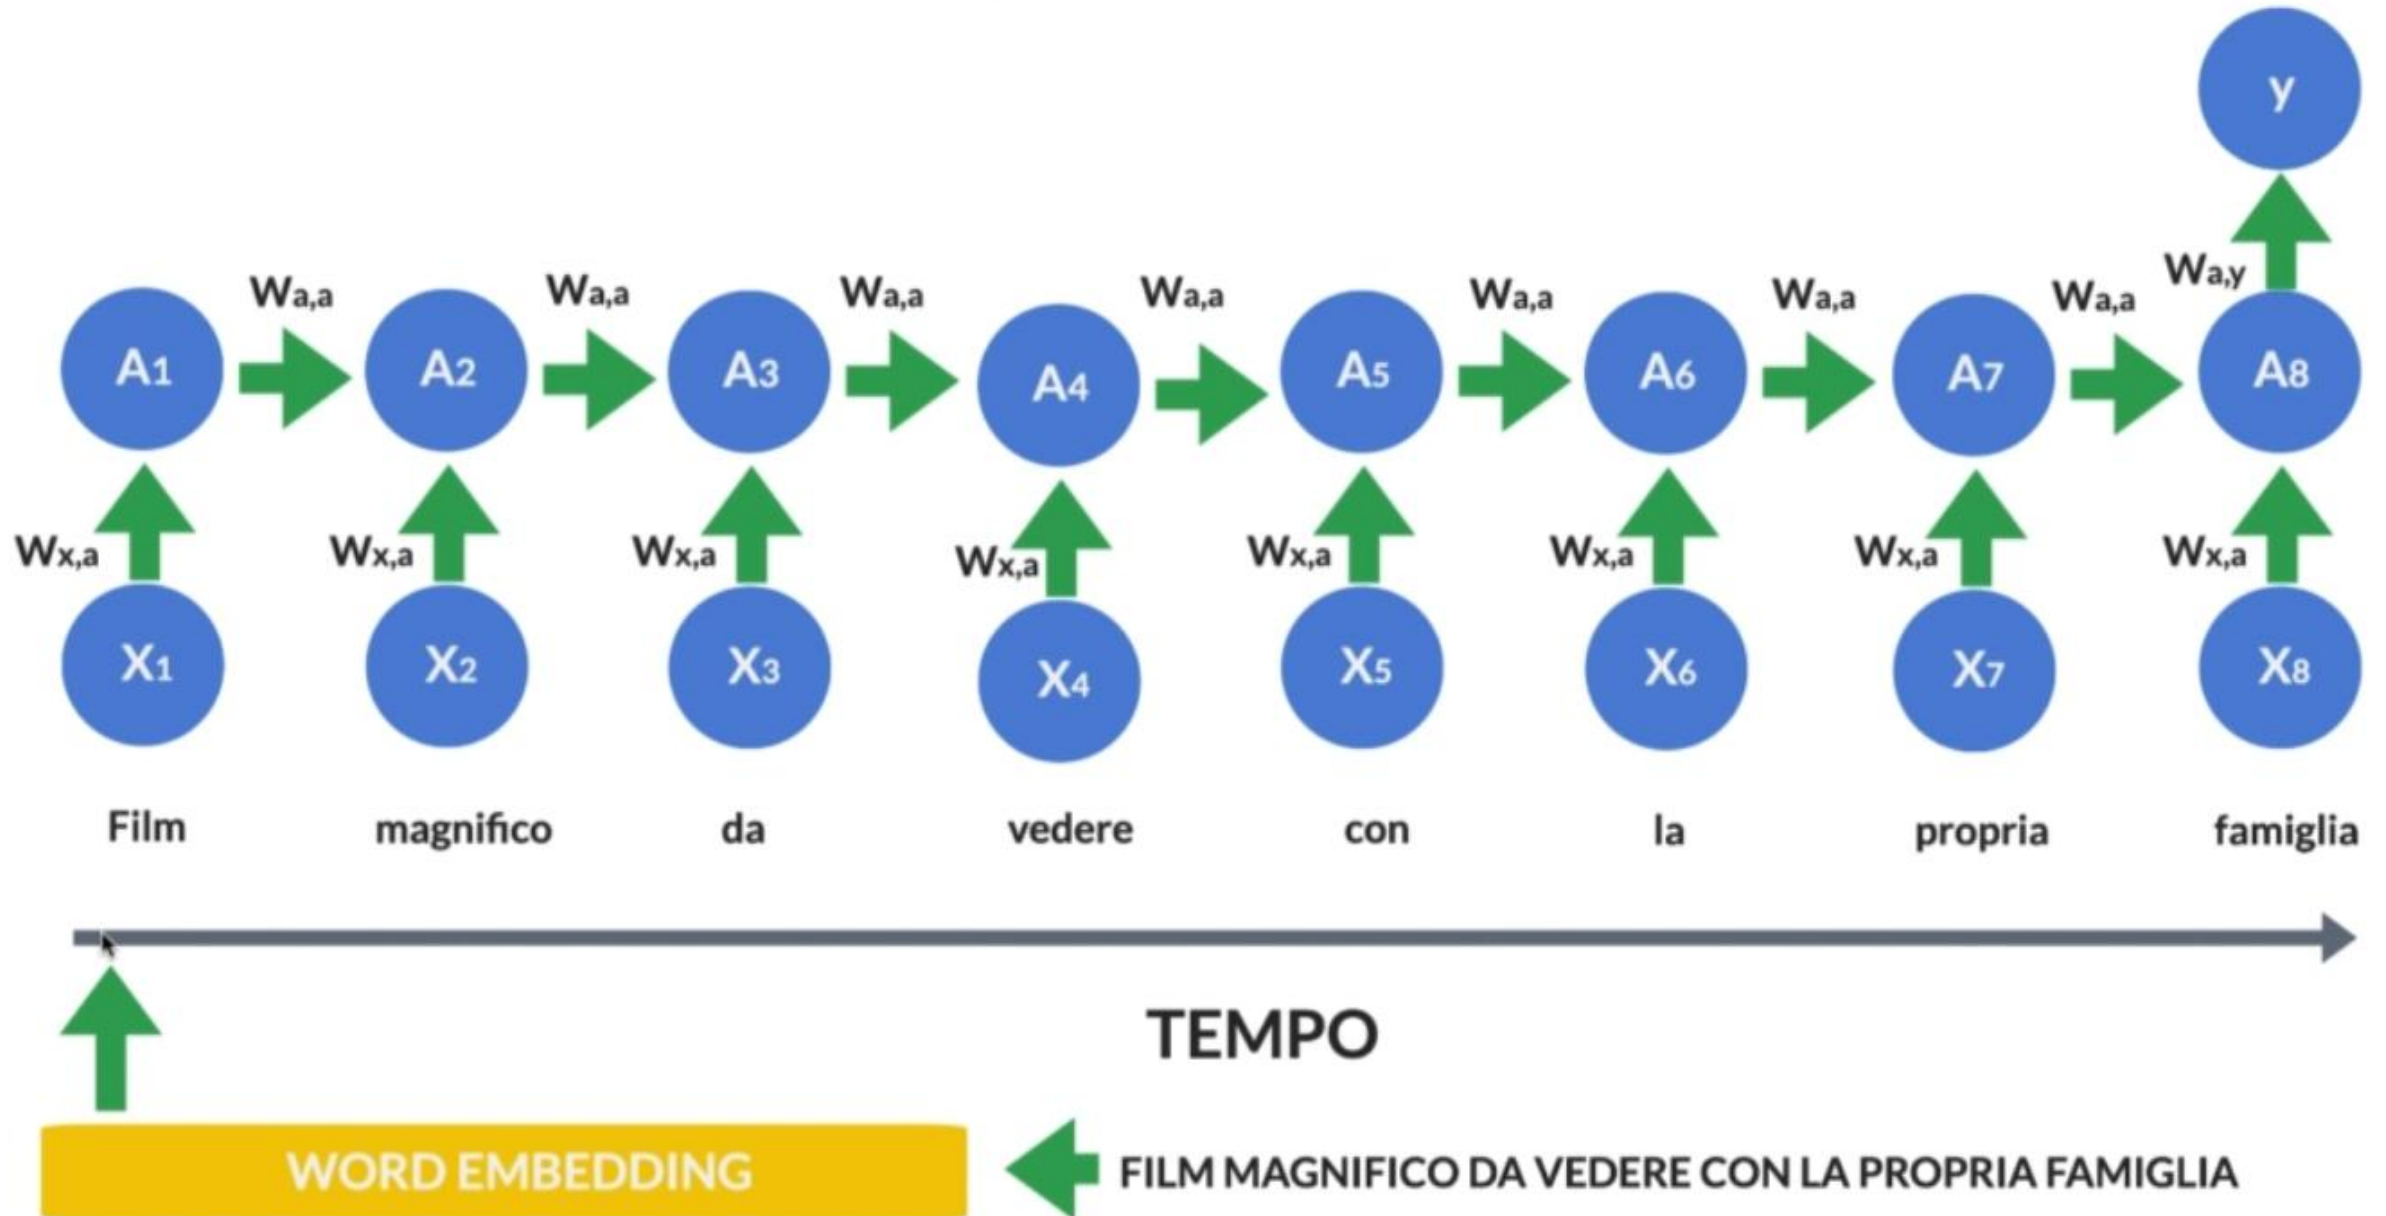 y
Wa,y
Wa,a Wa,a Wa,a Wa,a Wa,a Wa,a Wa,a
A1 A2 A3 A4 A5 A6 A7 A8
Wx,a Wx,a Wx,a Wx,a Wx,a Wx,a Wx,a Wx,a
X1 X2 X3 X4 X5 X6 X7 X8
Film magnifico da vedere con la propria famiglia
TEMPO
WORD EMBEDDING
FILM MAGNIFICO DA VEDERE CON LA PROPRIA FAMIGLIA